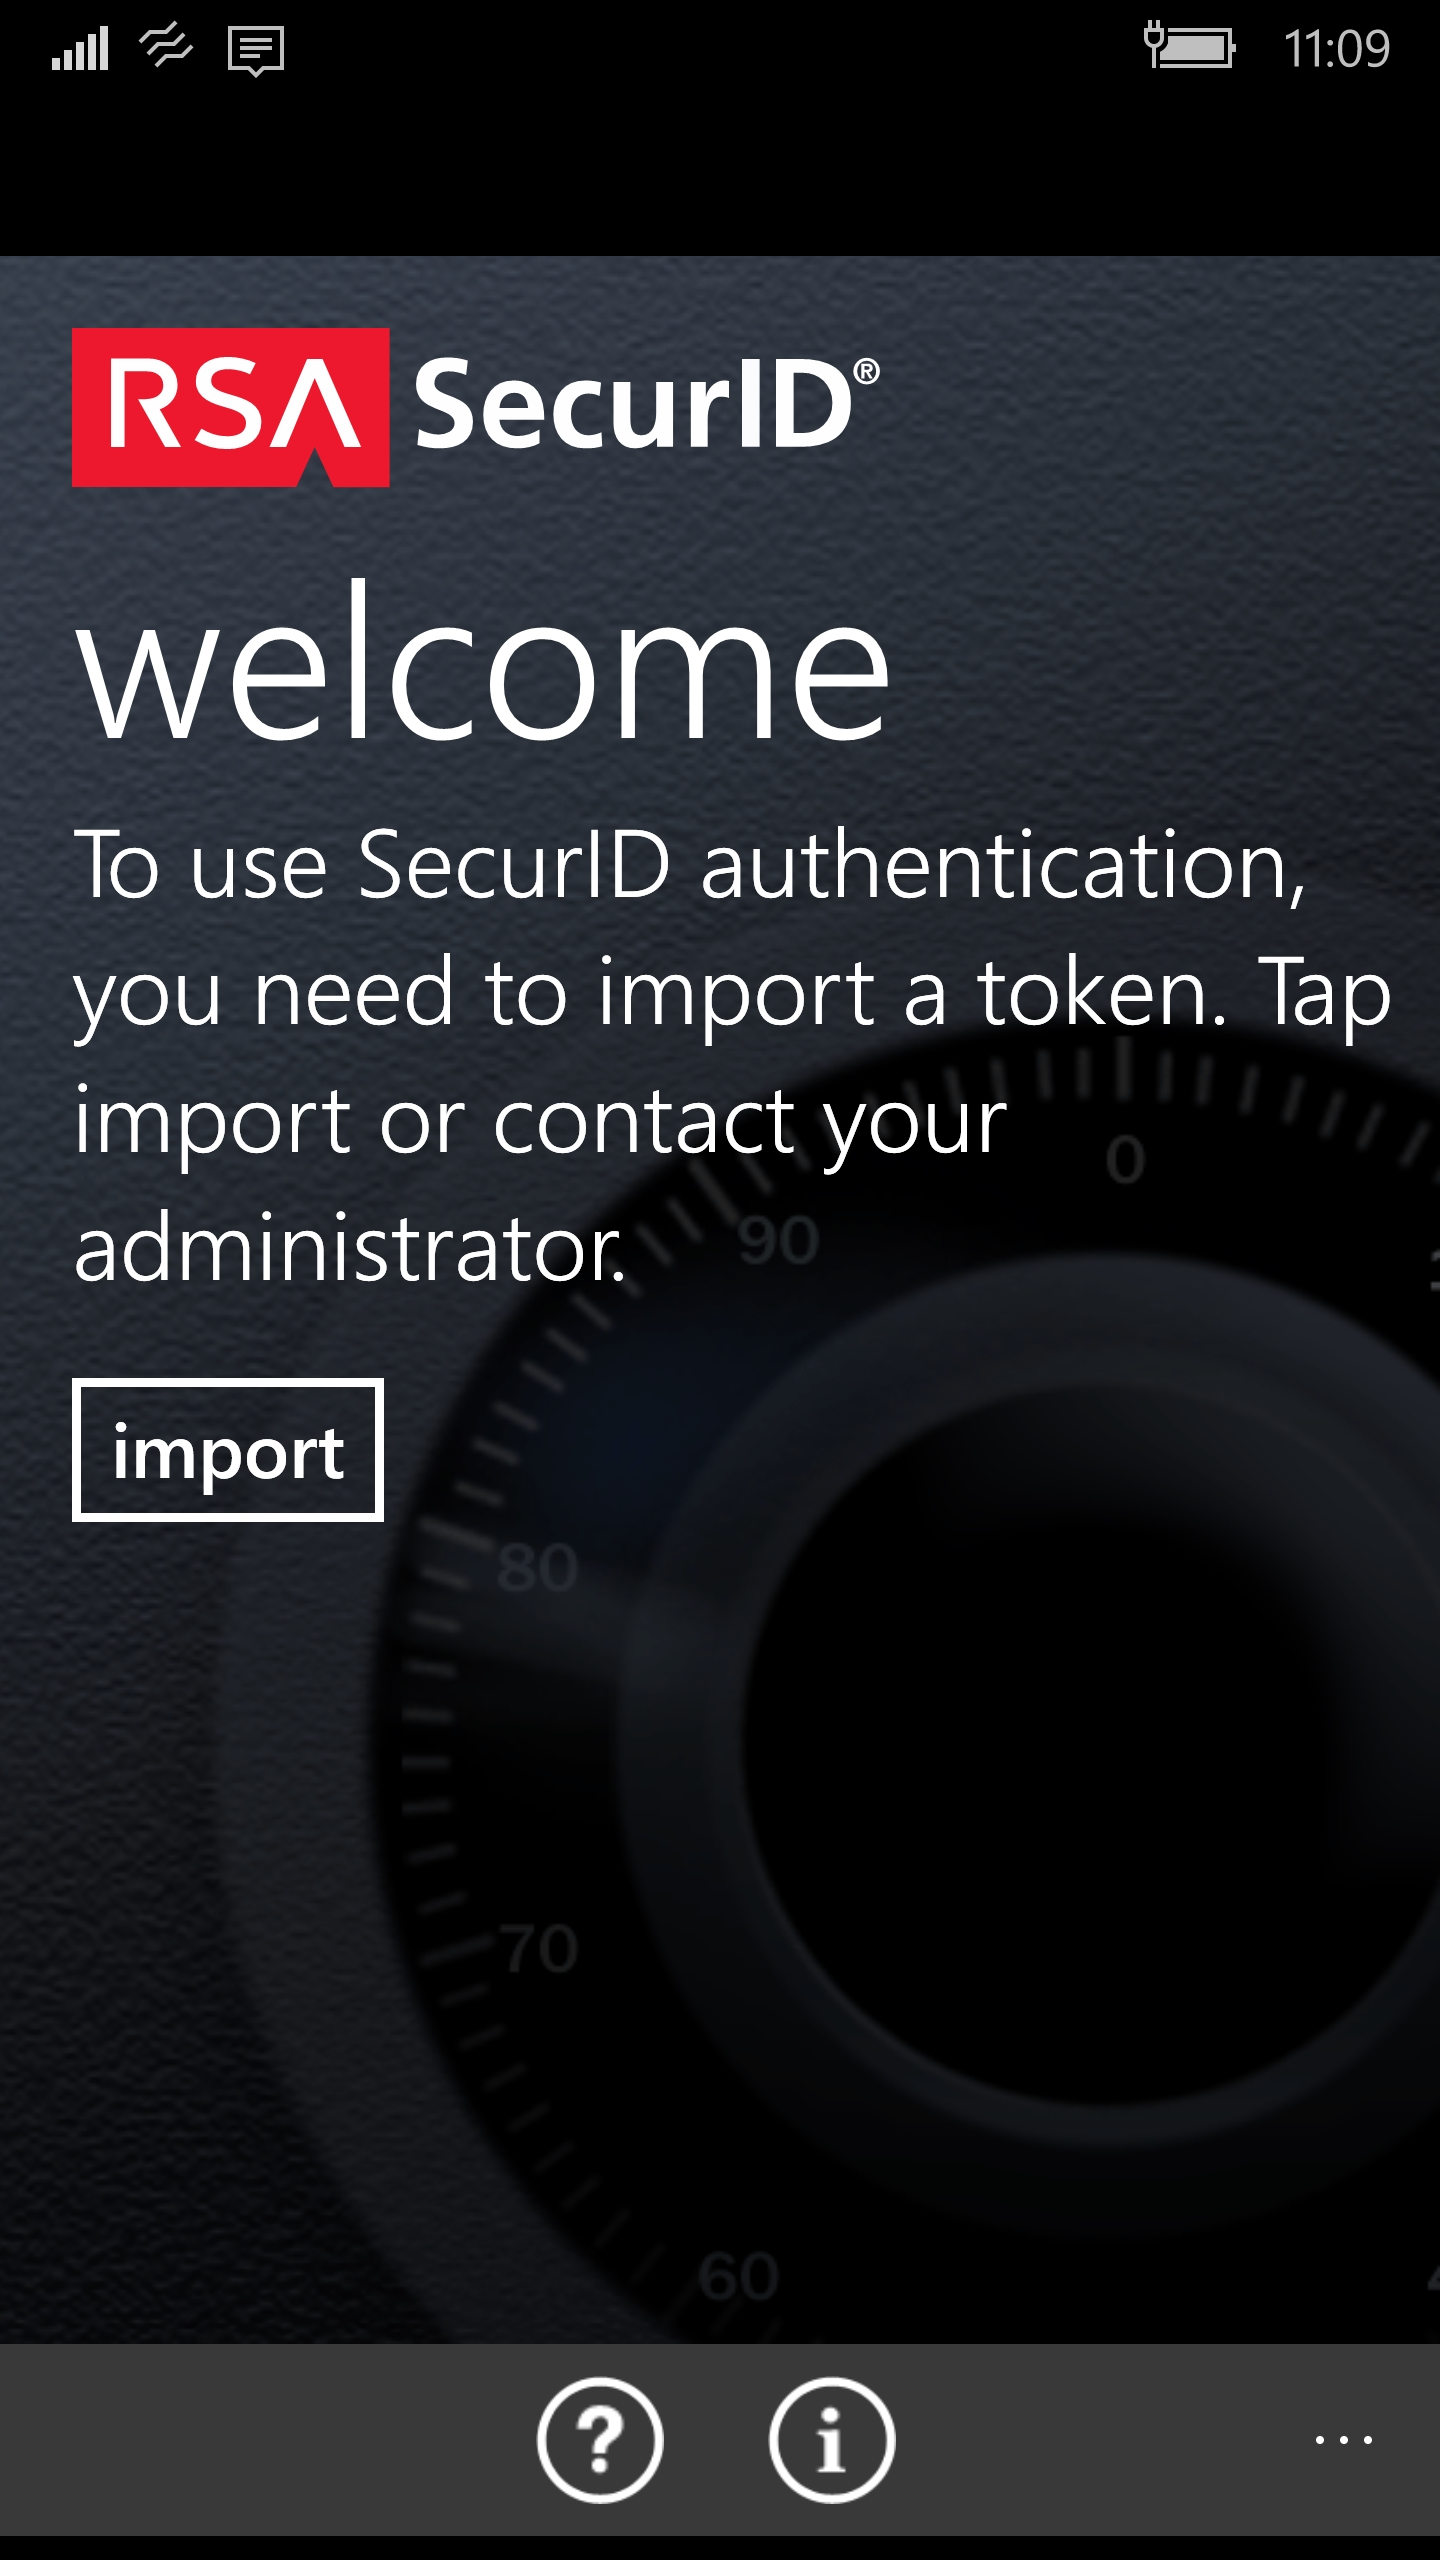 11:09
RSA SecurID®
welcome
To use SecurID authentication,
you need to import a token. Tap
import or contact your
administrator.
0
90
import
80
70
60